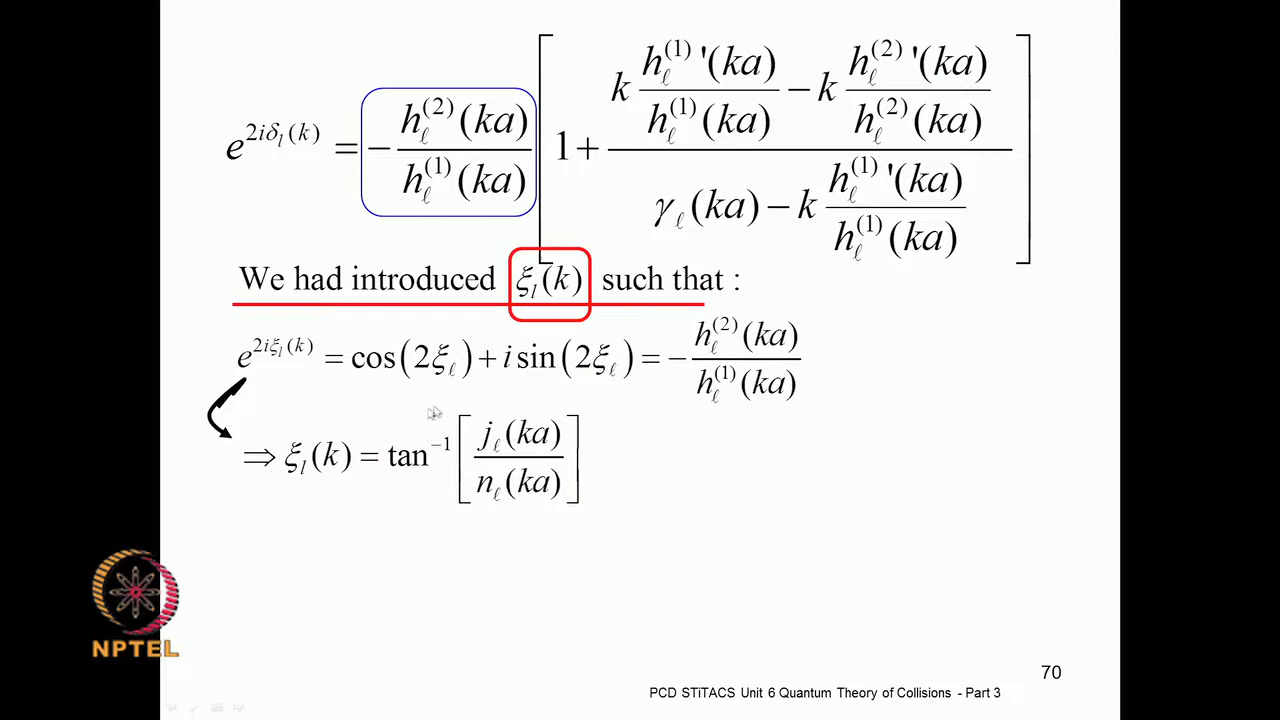 e^{2iδ_l(k)} = − h_ℓ^{(2)}(ka) / h_ℓ^{(1)}(ka) [ 1 + ( k h_ℓ^{(1)}'(ka) / h_ℓ^{(1)}(ka) − k h_ℓ^{(2)}'(ka) / h_ℓ^{(2)}(ka) ) / ( γ_ℓ(ka) − k h_ℓ^{(1)}'(ka) / h_ℓ^{(1)}(ka) ) ]
We had introduced ξ_l(k) such that :
e^{2iξ_l(k)} = cos(2ξ_ℓ) + i sin(2ξ_ℓ) = − h_ℓ^{(2)}(ka) / h_ℓ^{(1)}(ka)
⇒ ξ_l(k) = tan^{−1} [ j_ℓ(ka) / n_ℓ(ka) ]
NPTEL
70
PCD STiTACS Unit 6 Quantum Theory of Collisions - Part 3